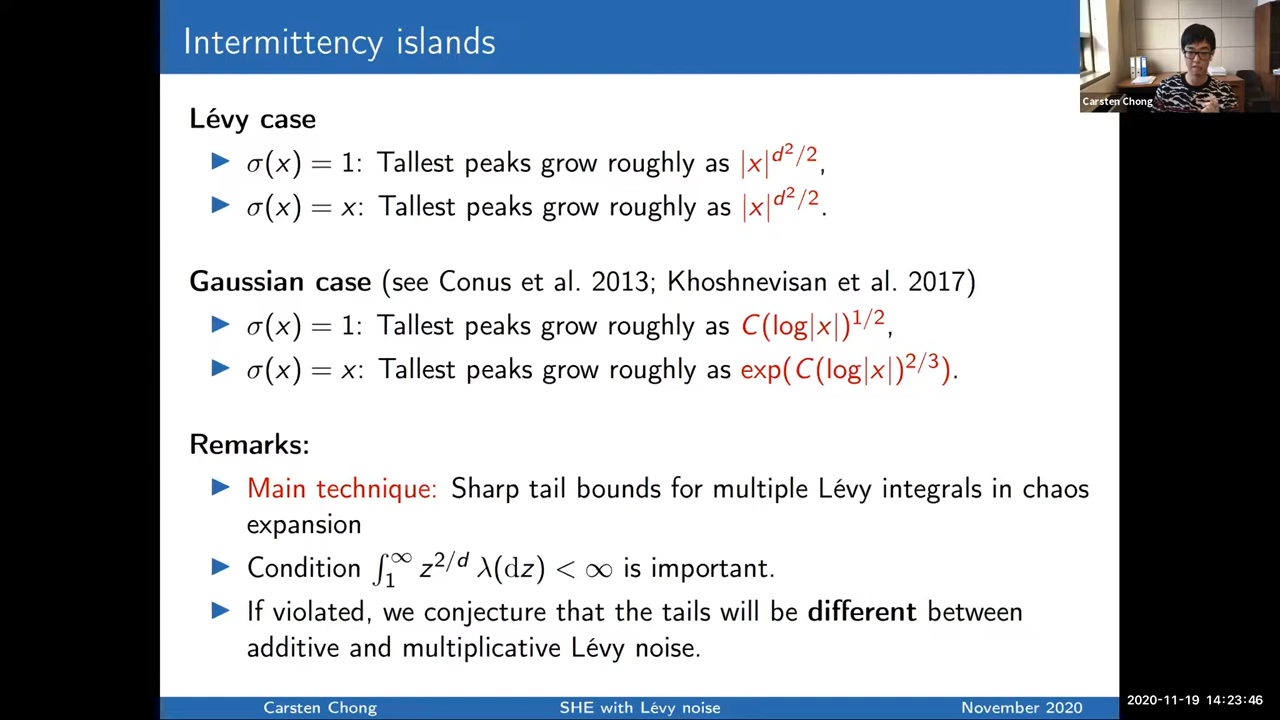 Intermittency islands
Carsten Chong
Lévy case
▶ σ(x) = 1: Tallest peaks grow roughly as |x|^{d²/2},
▶ σ(x) = x: Tallest peaks grow roughly as |x|^{d²/2}.
Gaussian case (see Conus et al. 2013; Khoshnevisan et al. 2017)
▶ σ(x) = 1: Tallest peaks grow roughly as C(log|x|)^{1/2},
▶ σ(x) = x: Tallest peaks grow roughly as exp(C(log|x|)^{2/3}).
Remarks:
▶ Main technique: Sharp tail bounds for multiple Lévy integrals in chaos
expansion
▶ Condition ∫_1^∞ z^{2/d} λ(dz) < ∞ is important.
▶ If violated, we conjecture that the tails will be different between
additive and multiplicative Lévy noise.
Carsten Chong SHE with Lévy noise November 2020
2020-11-19 14:23:46